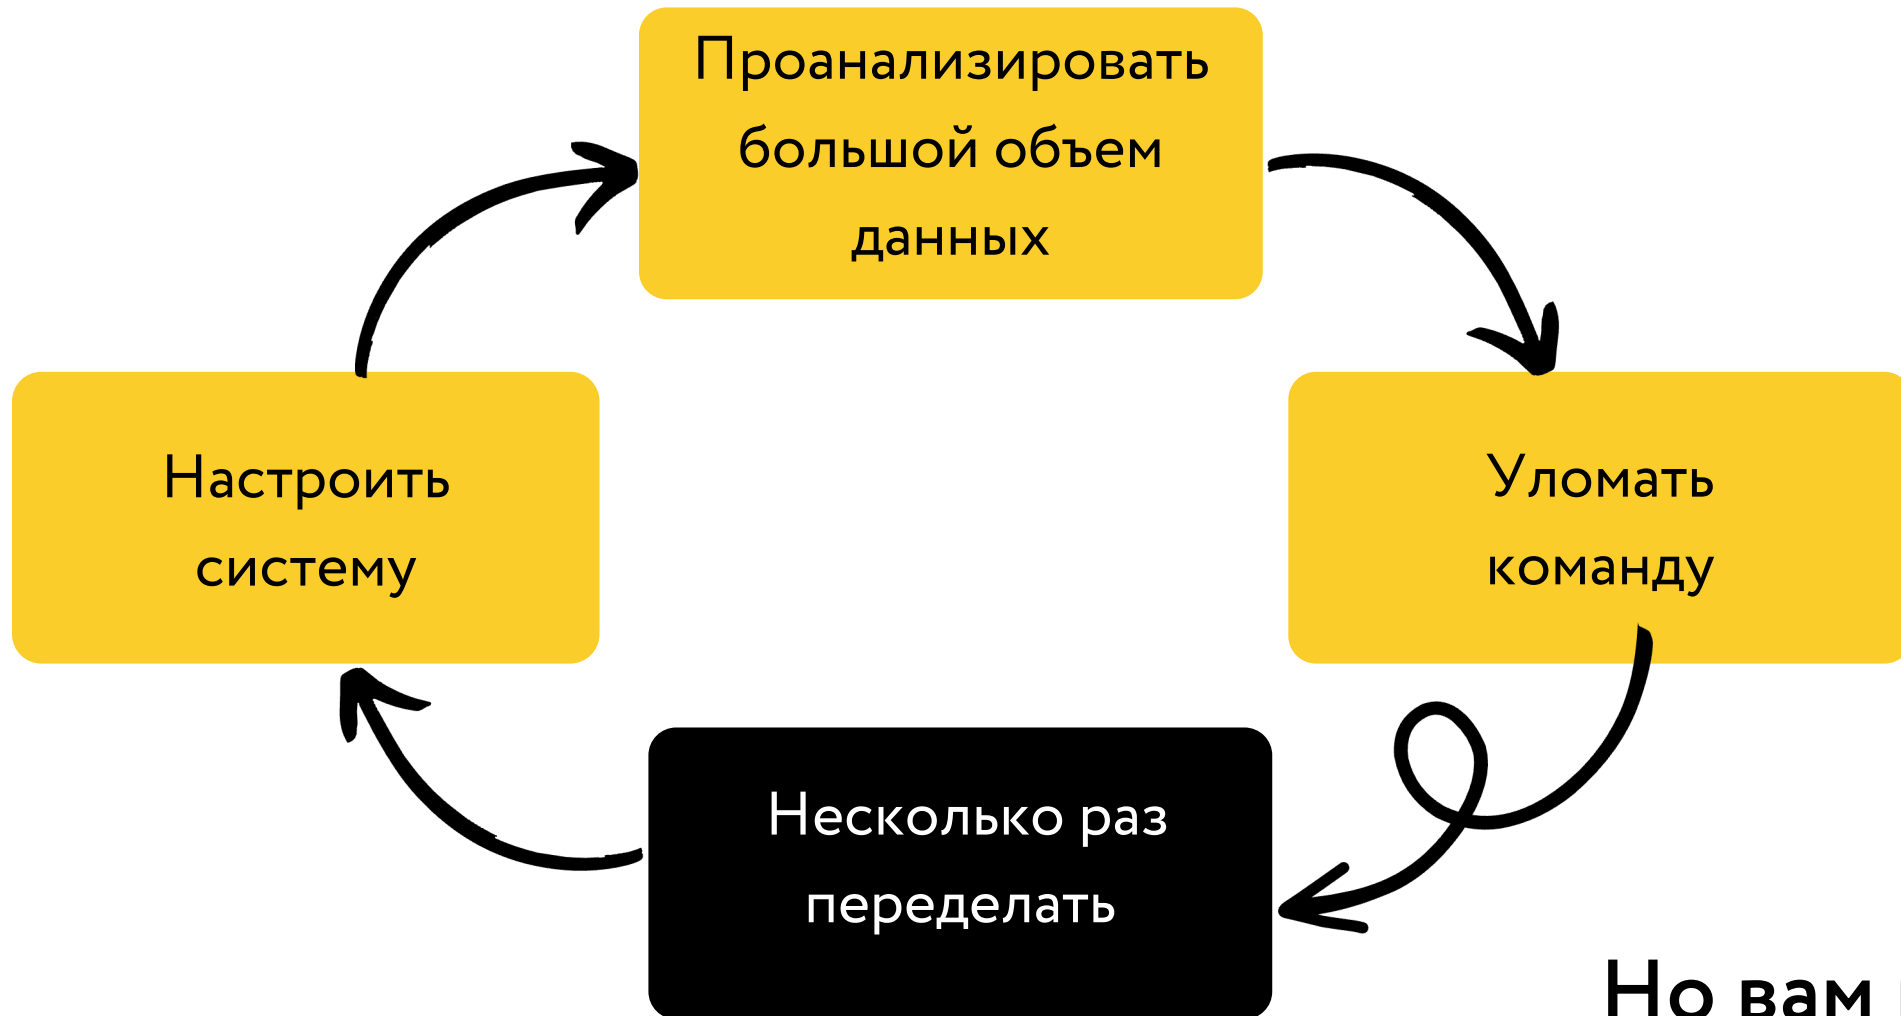 Проанализировать
большой объем
данных
Настроить
систему
Уломать
команду
Несколько раз
переделать
Но вам